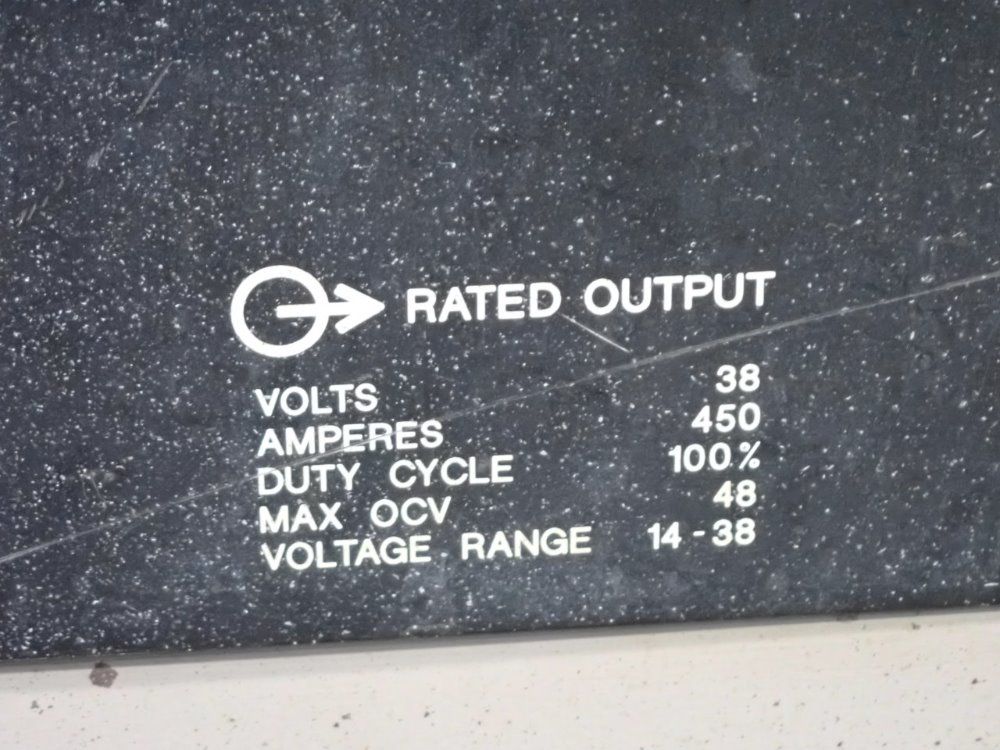 RATED OUTPUT
VOLTS 38
AMPERES 450
DUTY CYCLE 100%
MAX OCV 48
VOLTAGE RANGE 14-38